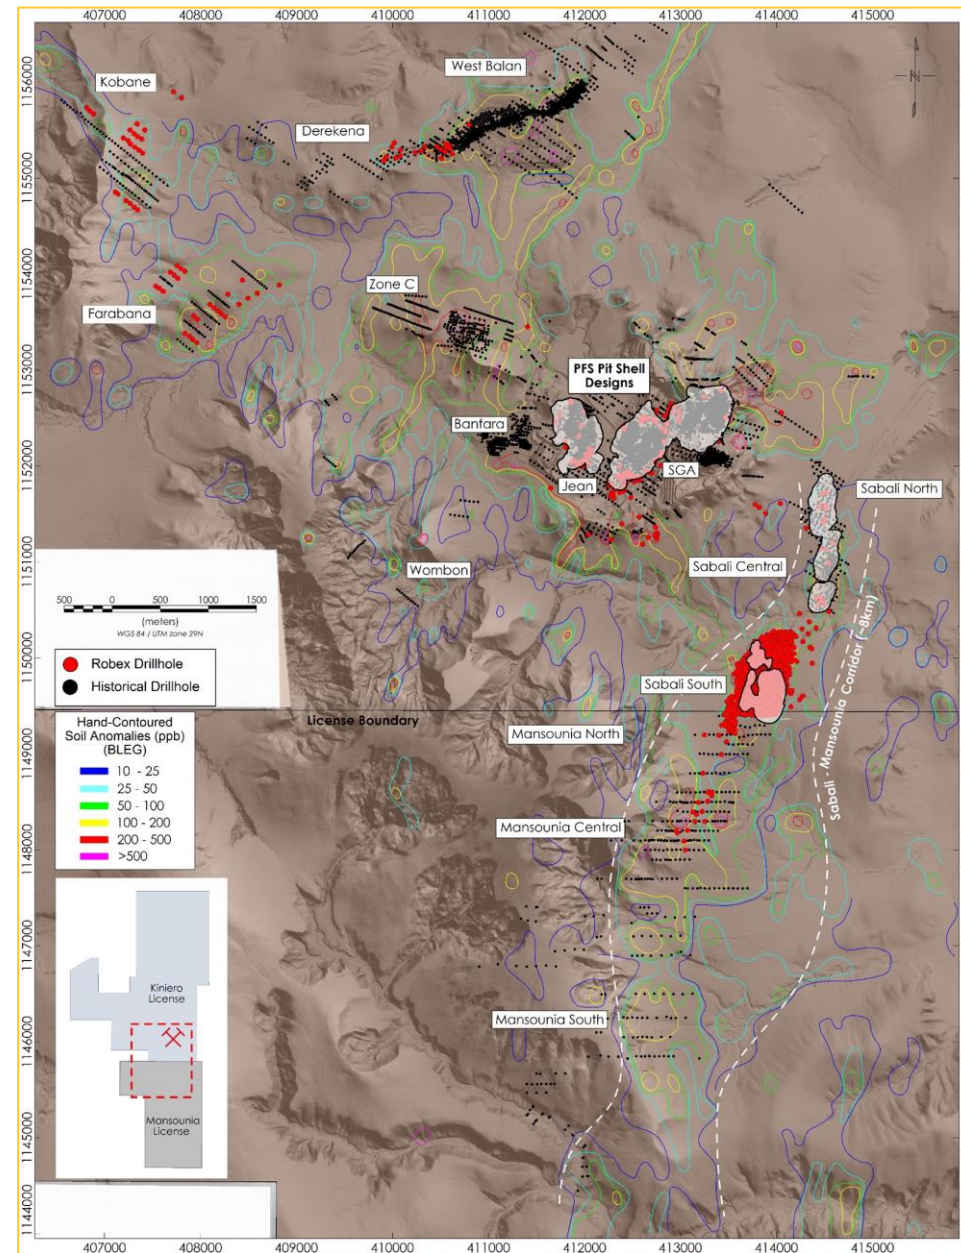 407000 408000 409000 410000 411000 412000 413000 414000 415000
1156000
1155000
1154000
1153000
1152000
1151000
1150000
1149000
1148000
1147000
1146000
1145000
1144000
N
West Balan
Kobane
Derekena
Zone C
Farabana
PFS Pit Shell
Designs
Banfara
Jean
SGA
Sabali North
Sabali Central
Wombon
500 0 500 1000 1500
(meters)
WGS 84 / UTM zone 29N
Robex Drillhole
Historical Drillhole
Sabali South
License Boundary
Mansounia North
Sabali - Mansounia Corridor (~8km)
Hand-Contoured
Soil Anomalies (ppb)
(BLEG)
10 - 25
25 - 50
50 - 100
100 - 200
200 - 500
>500
Mansounia Central
Mansounia South
Kiniero
License
Mansounia
License
407000 408000 409000 410000 411000 412000 413000 414000 415000